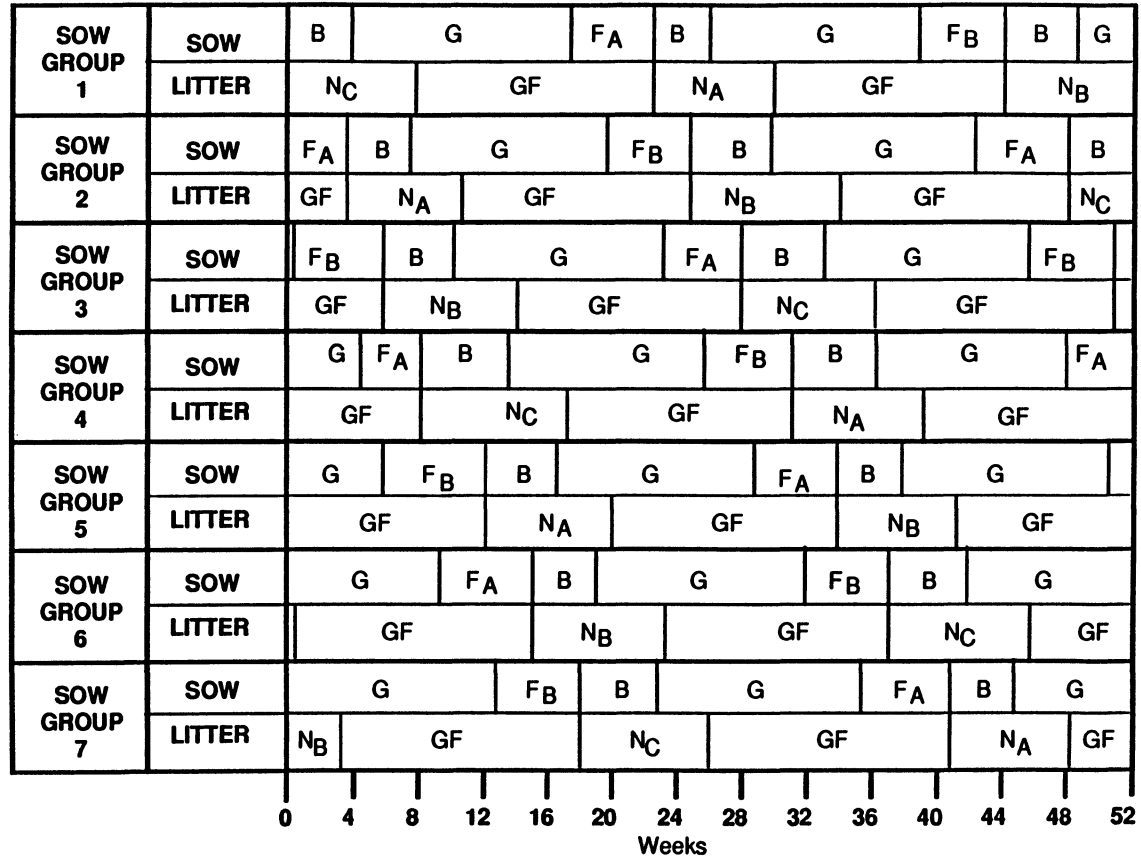 SOW GROUP 1 SOW B G FA B G FB B G
LITTER NC GF NA GF NB
SOW GROUP 2 SOW FA B G FB B G FA B
LITTER GF NA GF NB GF NC
SOW GROUP 3 SOW FB B G FA B G FB
LITTER GF NB GF NC GF
SOW GROUP 4 SOW G FA B G FB B G FA
LITTER GF NC GF NA GF
SOW GROUP 5 SOW G FB B G FA B G
LITTER GF NA GF NB GF
SOW GROUP 6 SOW G FA B G FB B G
LITTER GF NB GF NC GF
SOW GROUP 7 SOW G FB B G FA B G
LITTER NB GF NC GF NA GF
0 4 8 12 16 20 24 28 32 36 40 44 48 52
Weeks